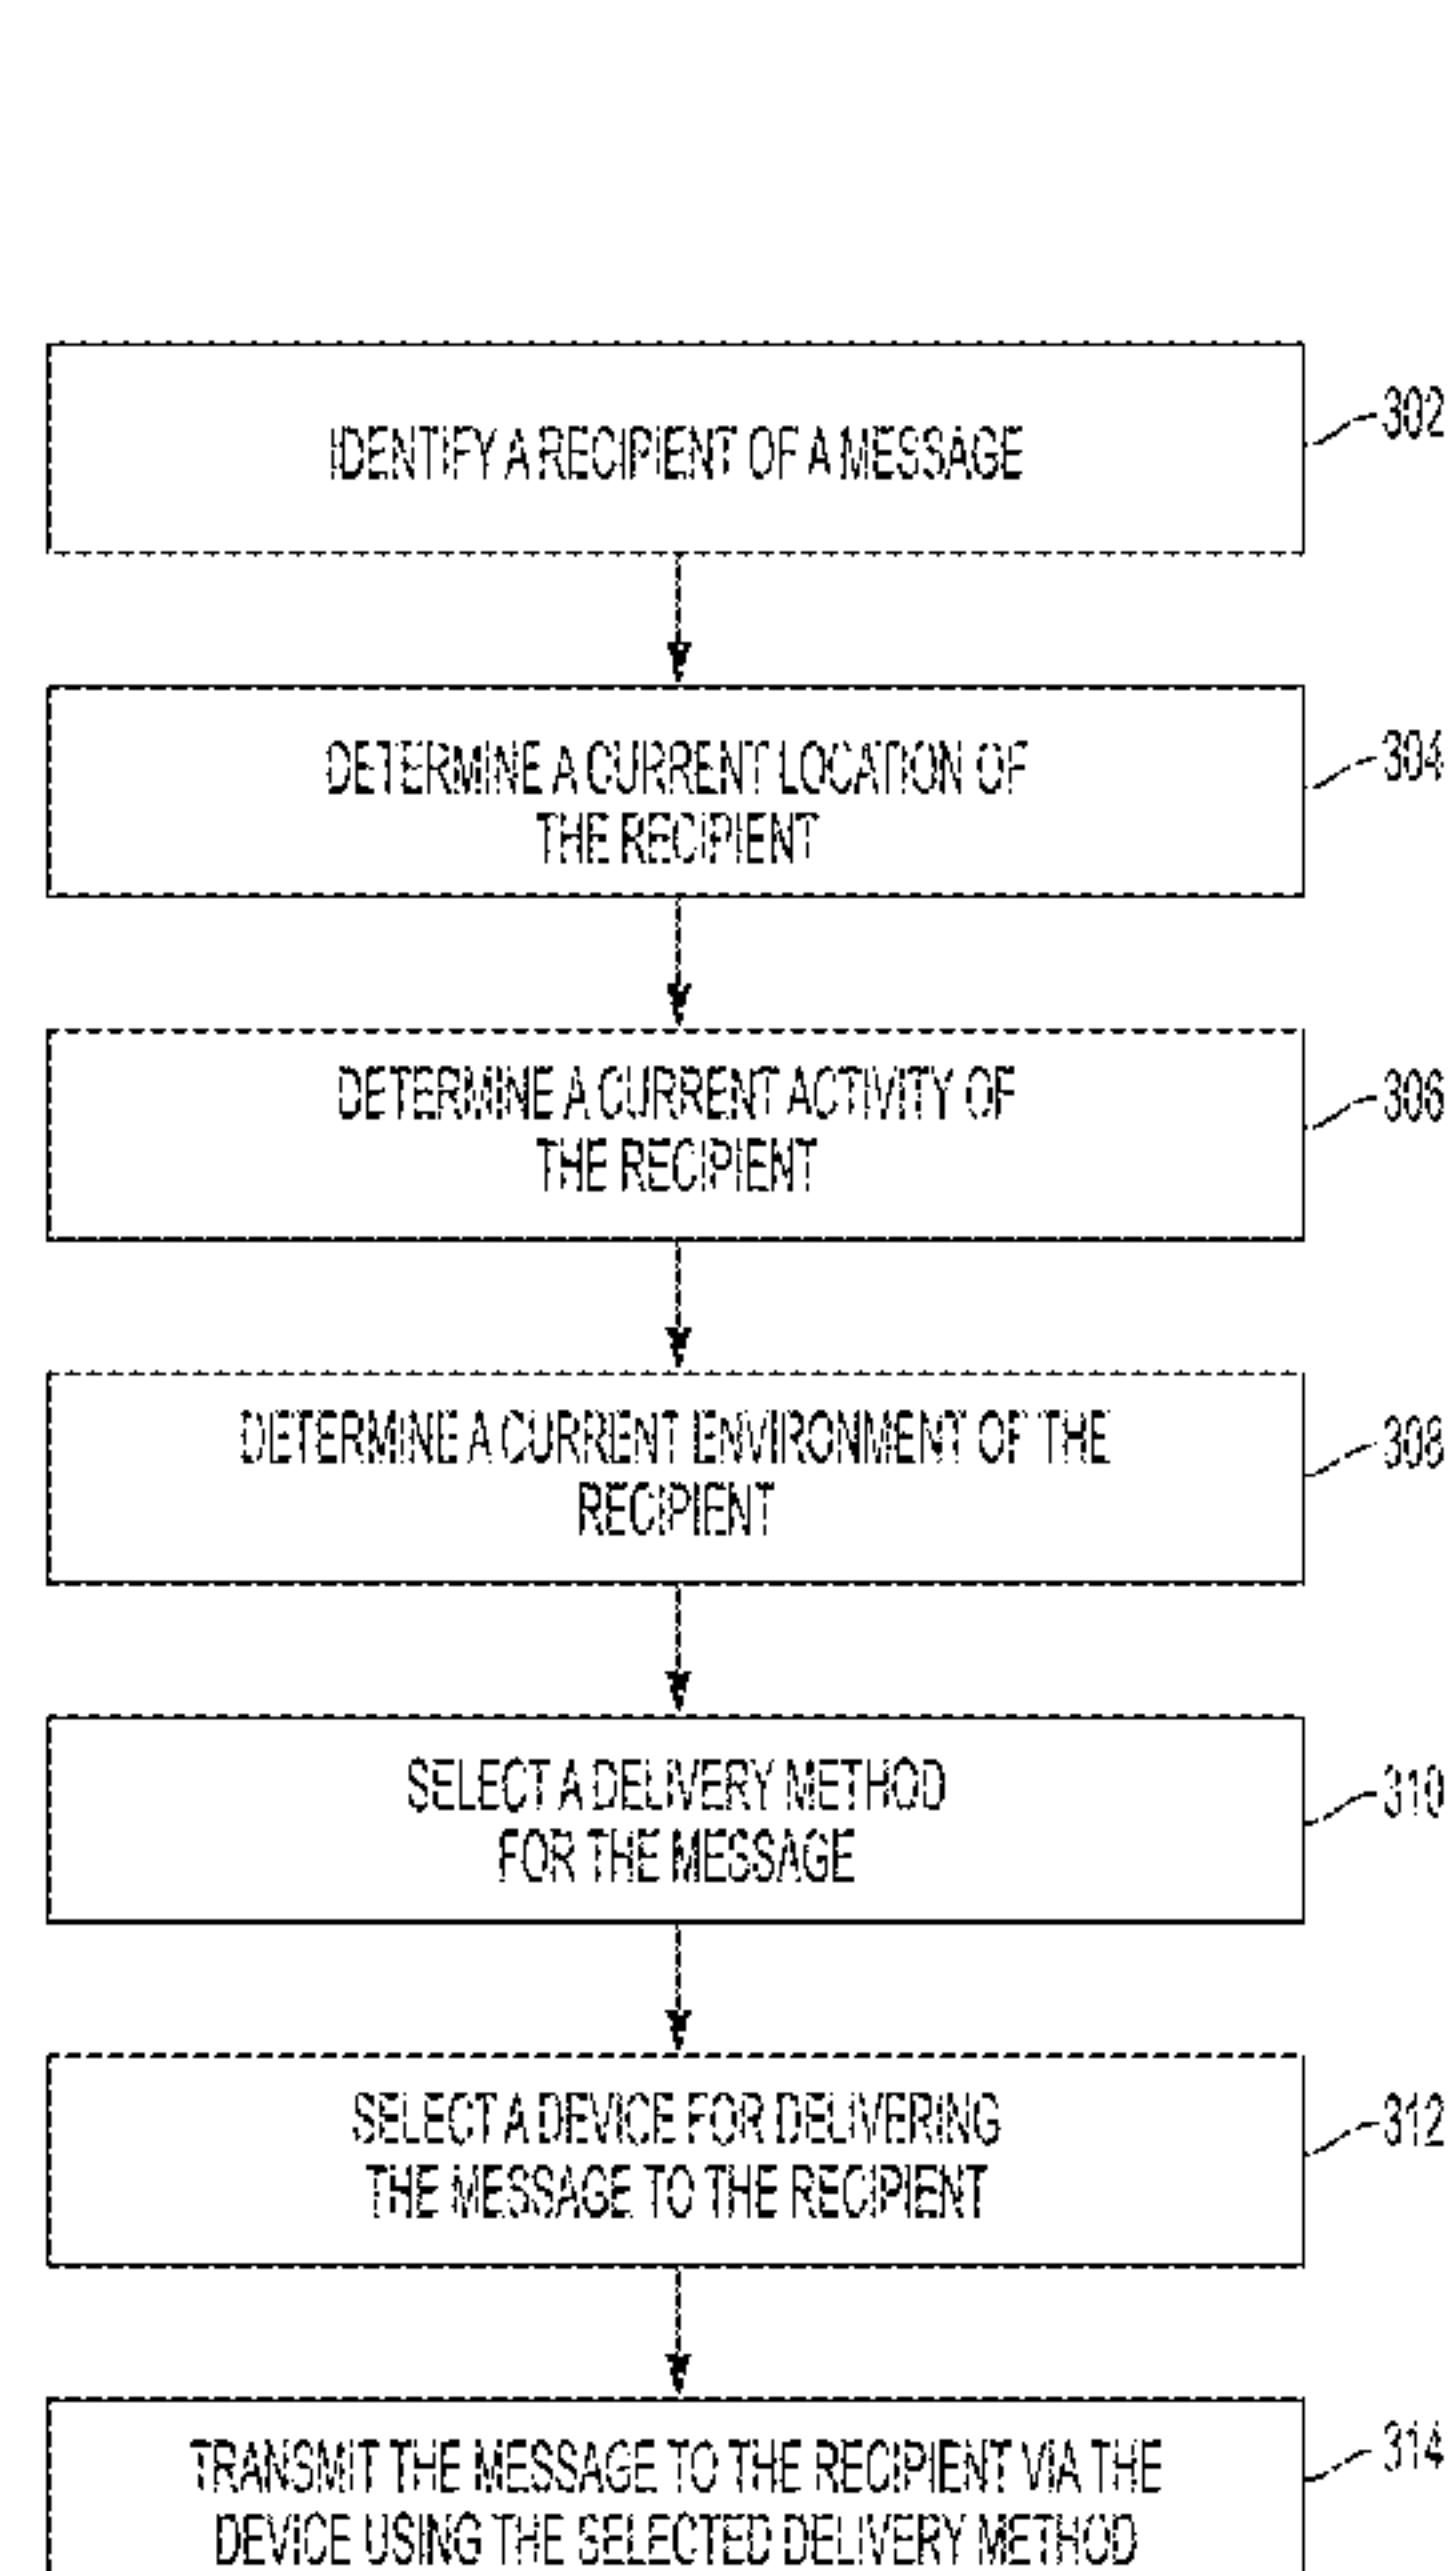 IDENTIFY A RECIPIENT OF A MESSAGE
302
DETERMINE A CURRENT LOCATION OF
THE RECIPIENT
304
DETERMINE A CURRENT ACTIVITY OF
THE RECIPIENT
306
DETERMINE A CURRENT ENVIRONMENT OF THE
RECIPIENT
308
SELECT A DELIVERY METHOD
FOR THE MESSAGE
310
SELECT A DEVICE FOR DELIVERING
THE MESSAGE TO THE RECIPIENT
312
TRANSMIT THE MESSAGE TO THE RECIPIENT VIA THE
DEVICE USING THE SELECTED DELIVERY METHOD
314